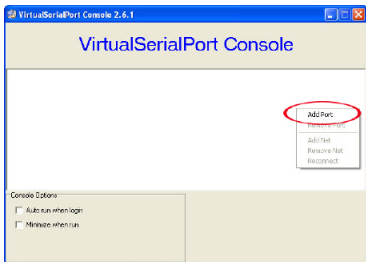 VirtualSerialPort Console 2.6.1
VirtualSerialPort Console
Add Port
Remove Port
Add Net
Remove Net
Reconnect
Console Options
Auto run when login
Minimize when run